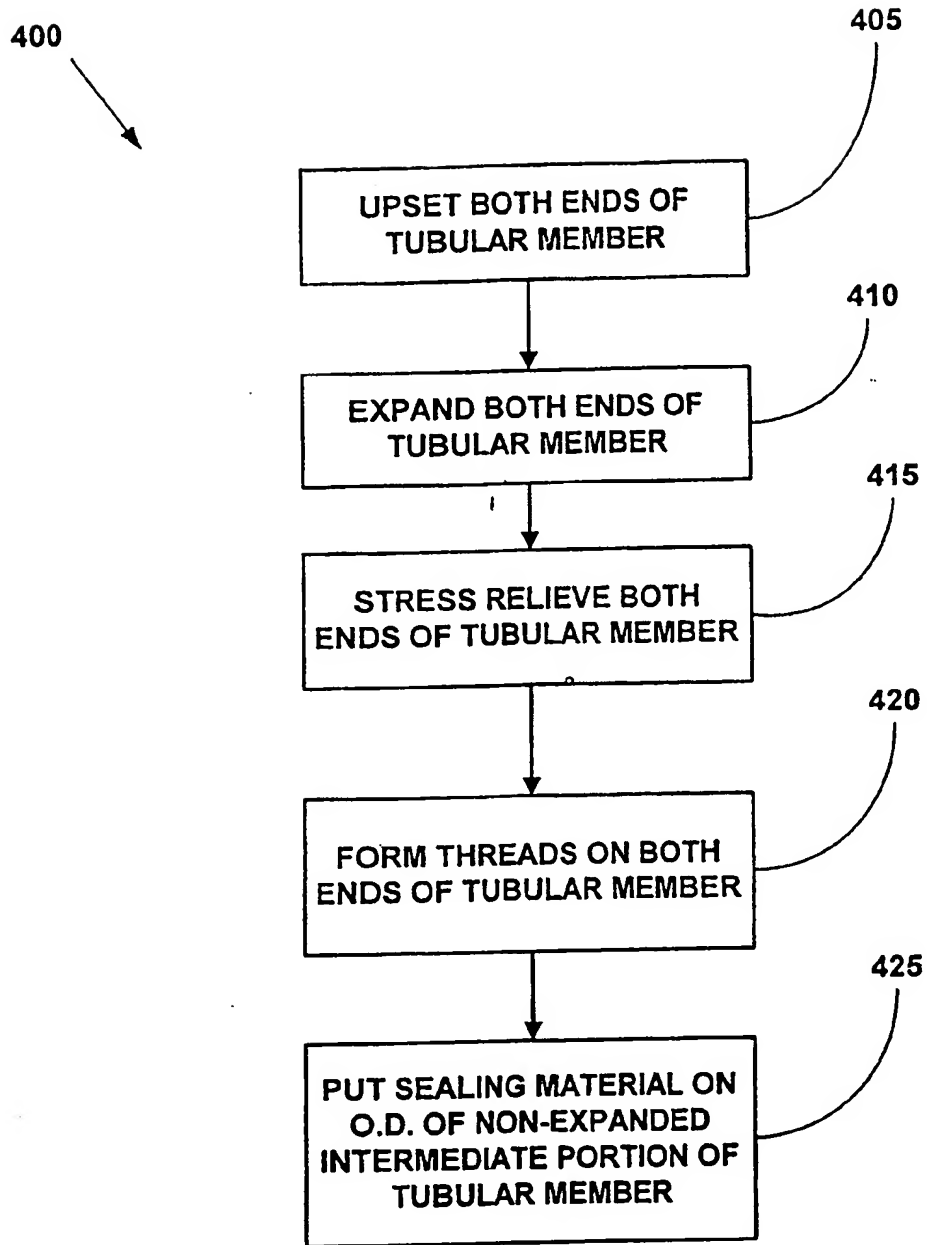 400
405
UPSET BOTH ENDS OF
TUBULAR MEMBER
410
EXPAND BOTH ENDS OF
TUBULAR MEMBER
415
STRESS RELIEVE BOTH
ENDS OF TUBULAR MEMBER
420
FORM THREADS ON BOTH
ENDS OF TUBULAR MEMBER
425
PUT SEALING MATERIAL ON
O.D. OF NON-EXPANDED
INTERMEDIATE PORTION OF
TUBULAR MEMBER